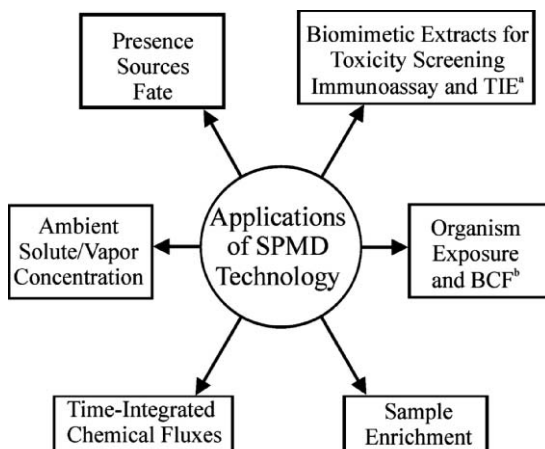 Presence
Sources
Fate
Biomimetic Extracts for
Toxicity Screening
Immunoassay and TIEᵃ
Applications
of SPMD
Technology
Ambient
Solute/Vapor
Concentration
Organism
Exposure
and BCFᵇ
Time-Integrated
Chemical Fluxes
Sample
Enrichment